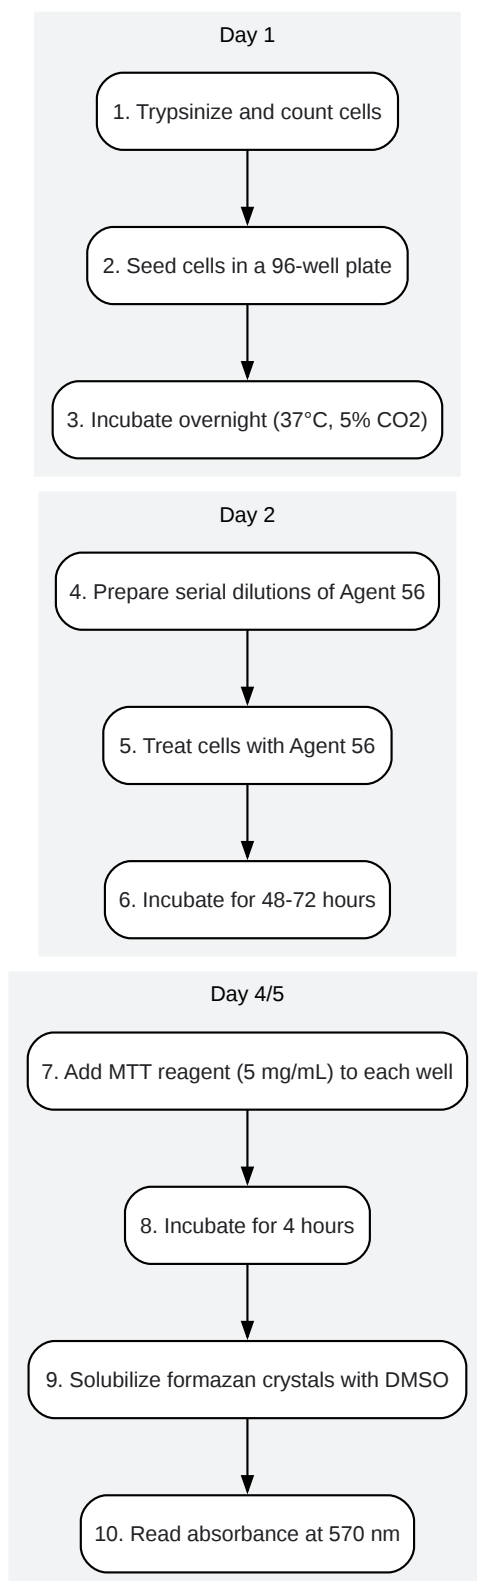 Day 1
1. Trypsinize and count cells
2. Seed cells in a 96-well plate
3. Incubate overnight (37°C, 5% CO2)
Day 2
4. Prepare serial dilutions of Agent 56
5. Treat cells with Agent 56
6. Incubate for 48-72 hours
Day 4/5
7. Add MTT reagent (5 mg/mL) to each well
8. Incubate for 4 hours
9. Solubilize formazan crystals with DMSO
10. Read absorbance at 570 nm